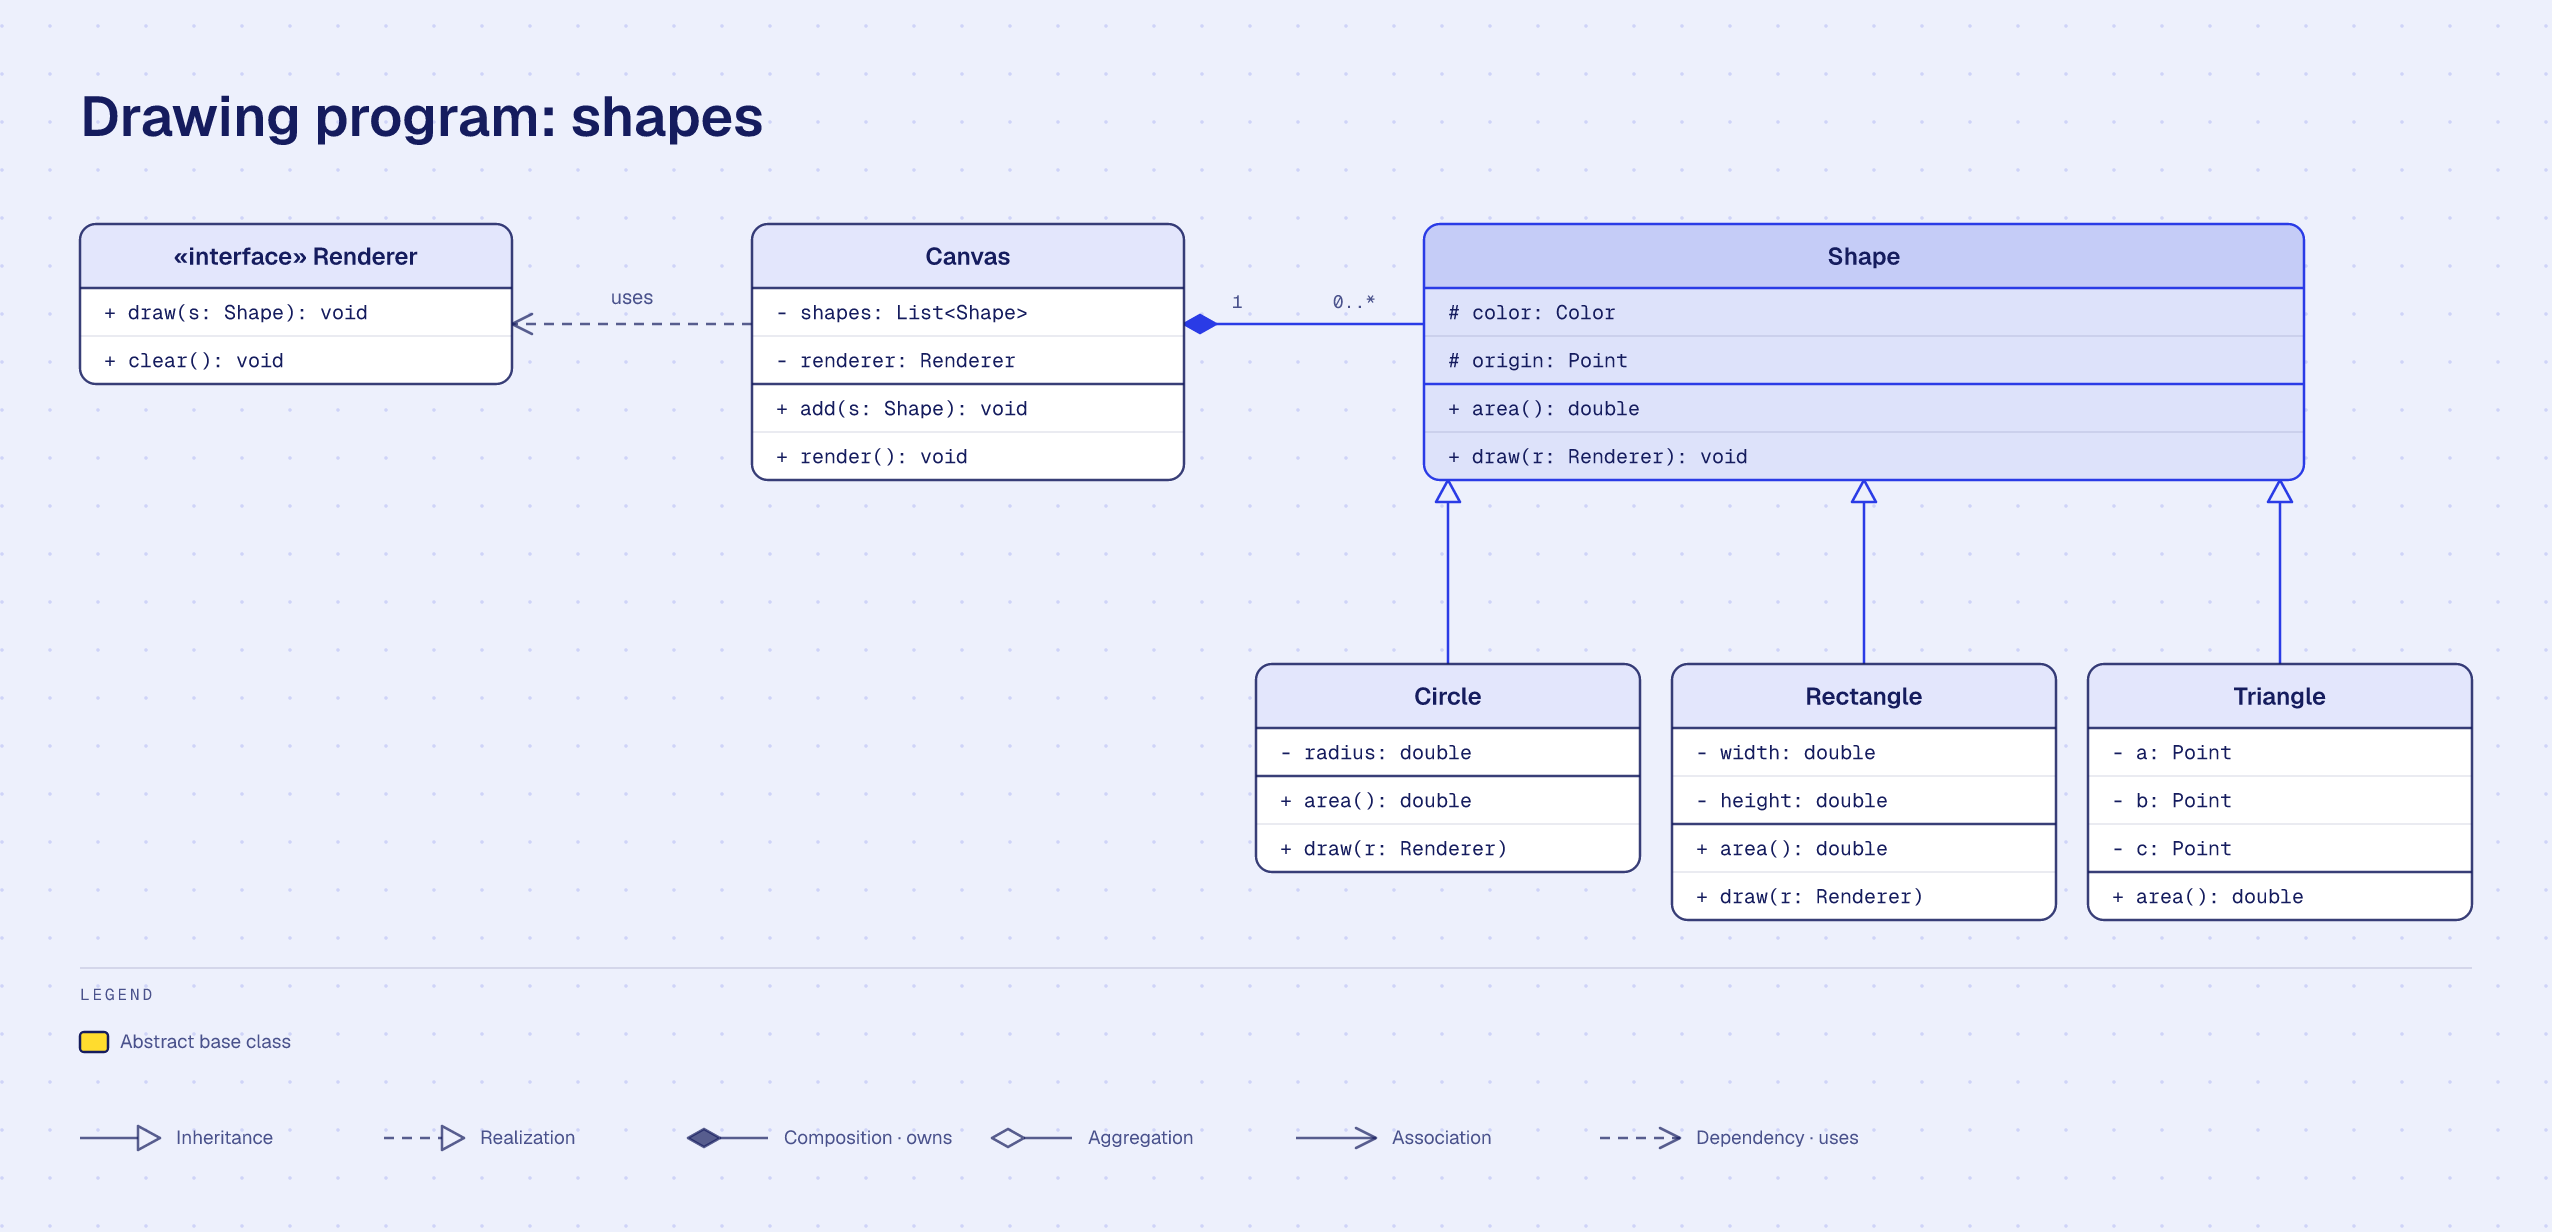 Drawing program: shapes
«interface» Renderer
+ draw(s: Shape): void
+ clear(): void
uses
Canvas
- shapes: List<Shape>
- renderer: Renderer
+ add(s: Shape): void
+ render(): void
1
0..*
Shape
# color: Color
# origin: Point
+ area(): double
+ draw(r: Renderer): void
Circle
- radius: double
+ area(): double
+ draw(r: Renderer)
Rectangle
- width: double
- height: double
+ area(): double
+ draw(r: Renderer)
Triangle
- a: Point
- b: Point
- c: Point
+ area(): double
LEGEND
Abstract base class
Inheritance
Realization
Composition · owns
Aggregation
Association
Dependency · uses